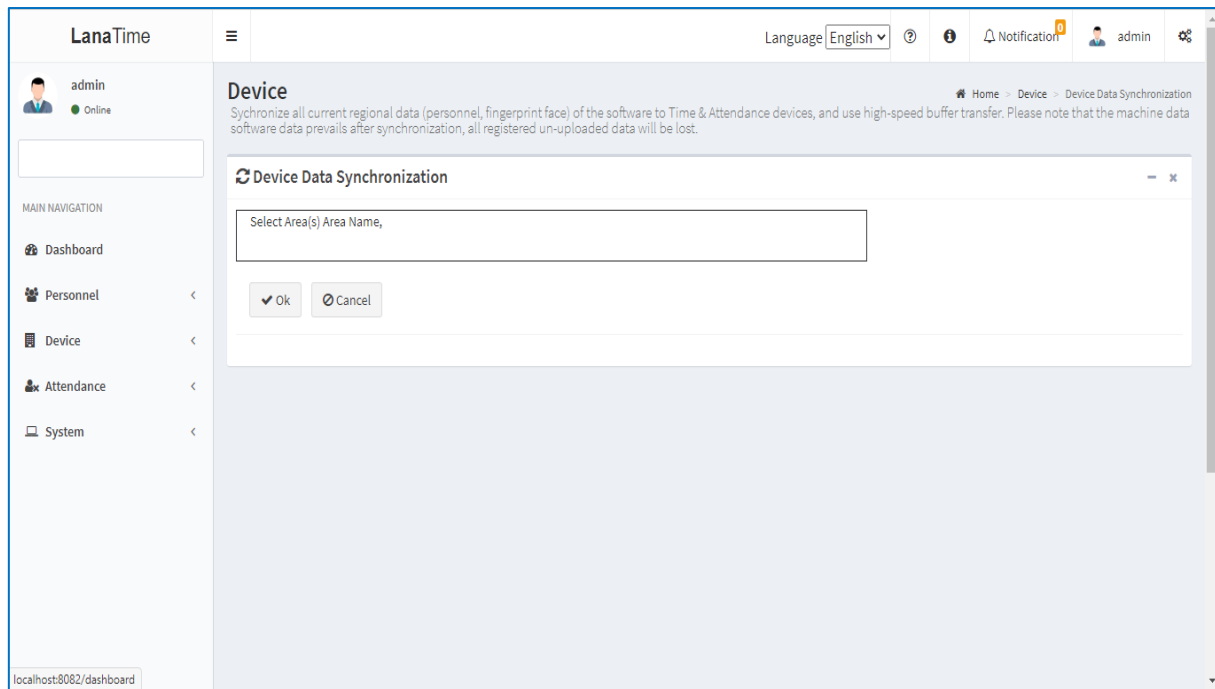 LanaTime
Language English
0
Notification
admin
admin
Online
Device
Home > Device > Device Data Synchronization
Sychronize all current regional data (personnel, fingerprint face) of the software to Time & Attendance devices, and use high-speed buffer transfer. Please note that the machine data
software data prevails after synchronization, all registered un-uploaded data will be lost.
Device Data Synchronization
MAIN NAVIGATION
Select Area(s) Area Name,
Dashboard
Personnel
Ok Cancel
Device
Attendance
System
localhost:8082/dashboard